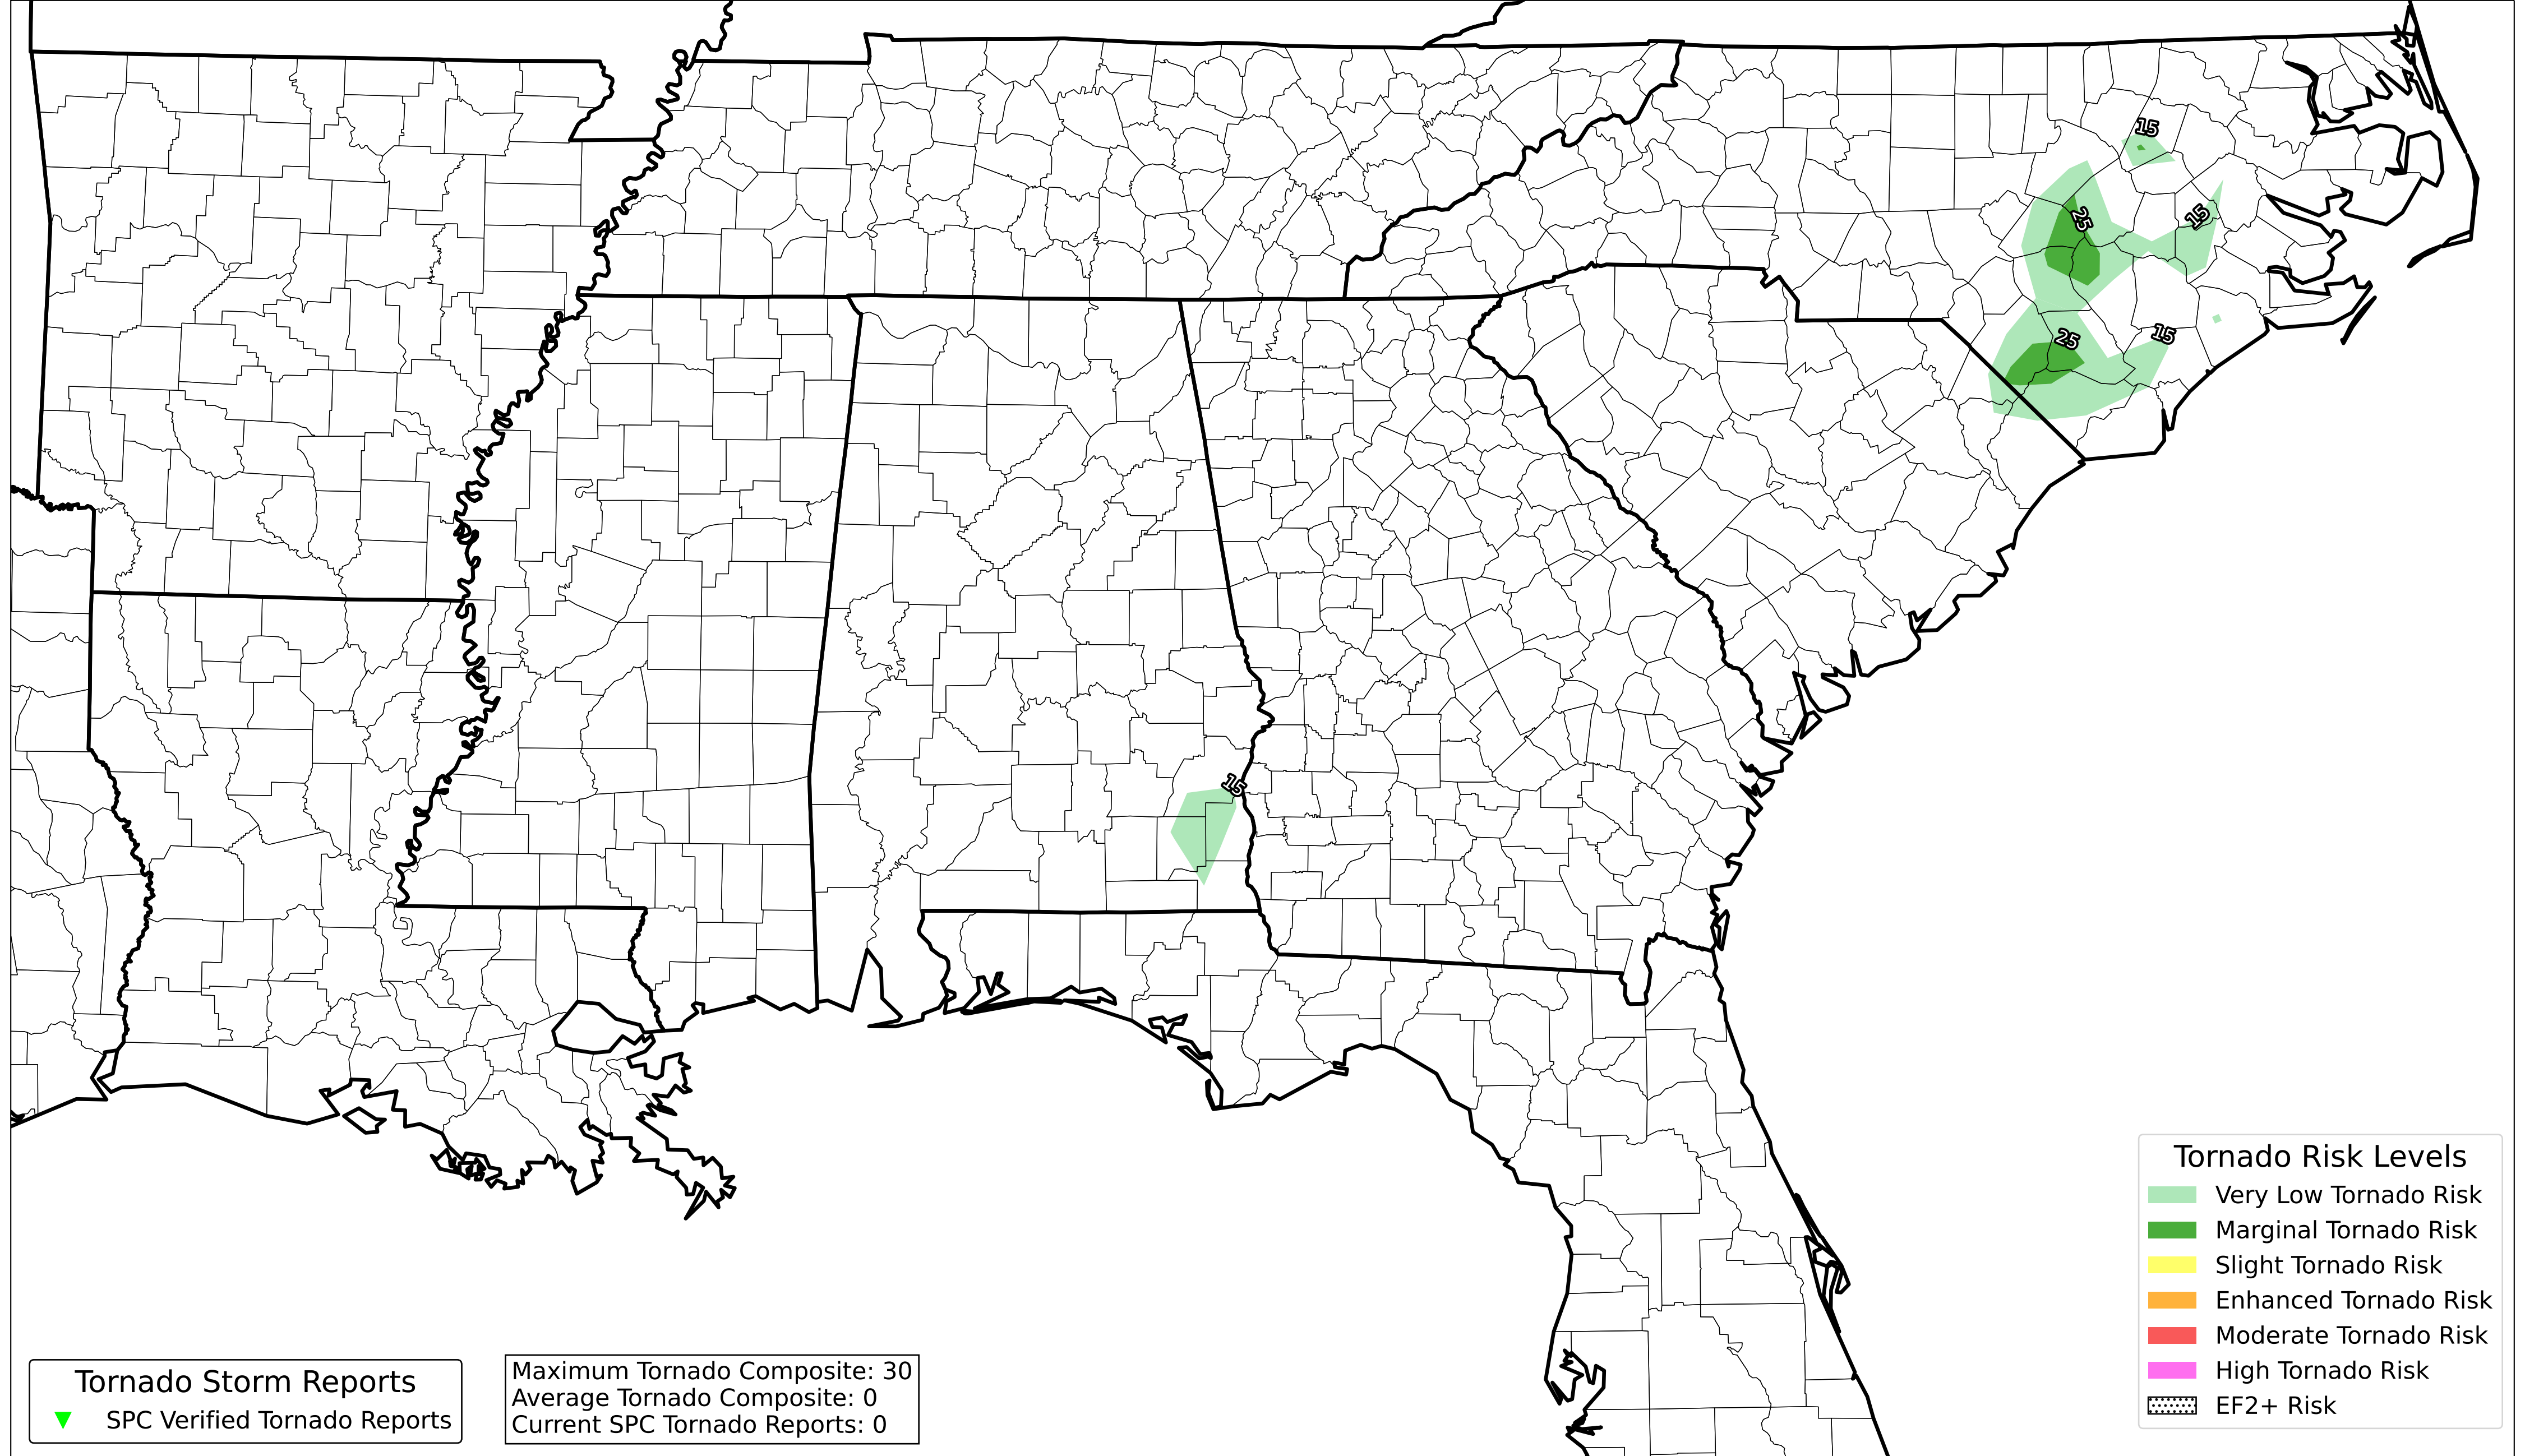 15
25
15
25
15
15
Tornado Risk Levels
Very Low Tornado Risk
Marginal Tornado Risk
Slight Tornado Risk
Enhanced Tornado Risk
Moderate Tornado Risk
High Tornado Risk
EF2+ Risk
Tornado Storm Reports
SPC Verified Tornado Reports
Maximum Tornado Composite: 30
Average Tornado Composite: 0
Current SPC Tornado Reports: 0